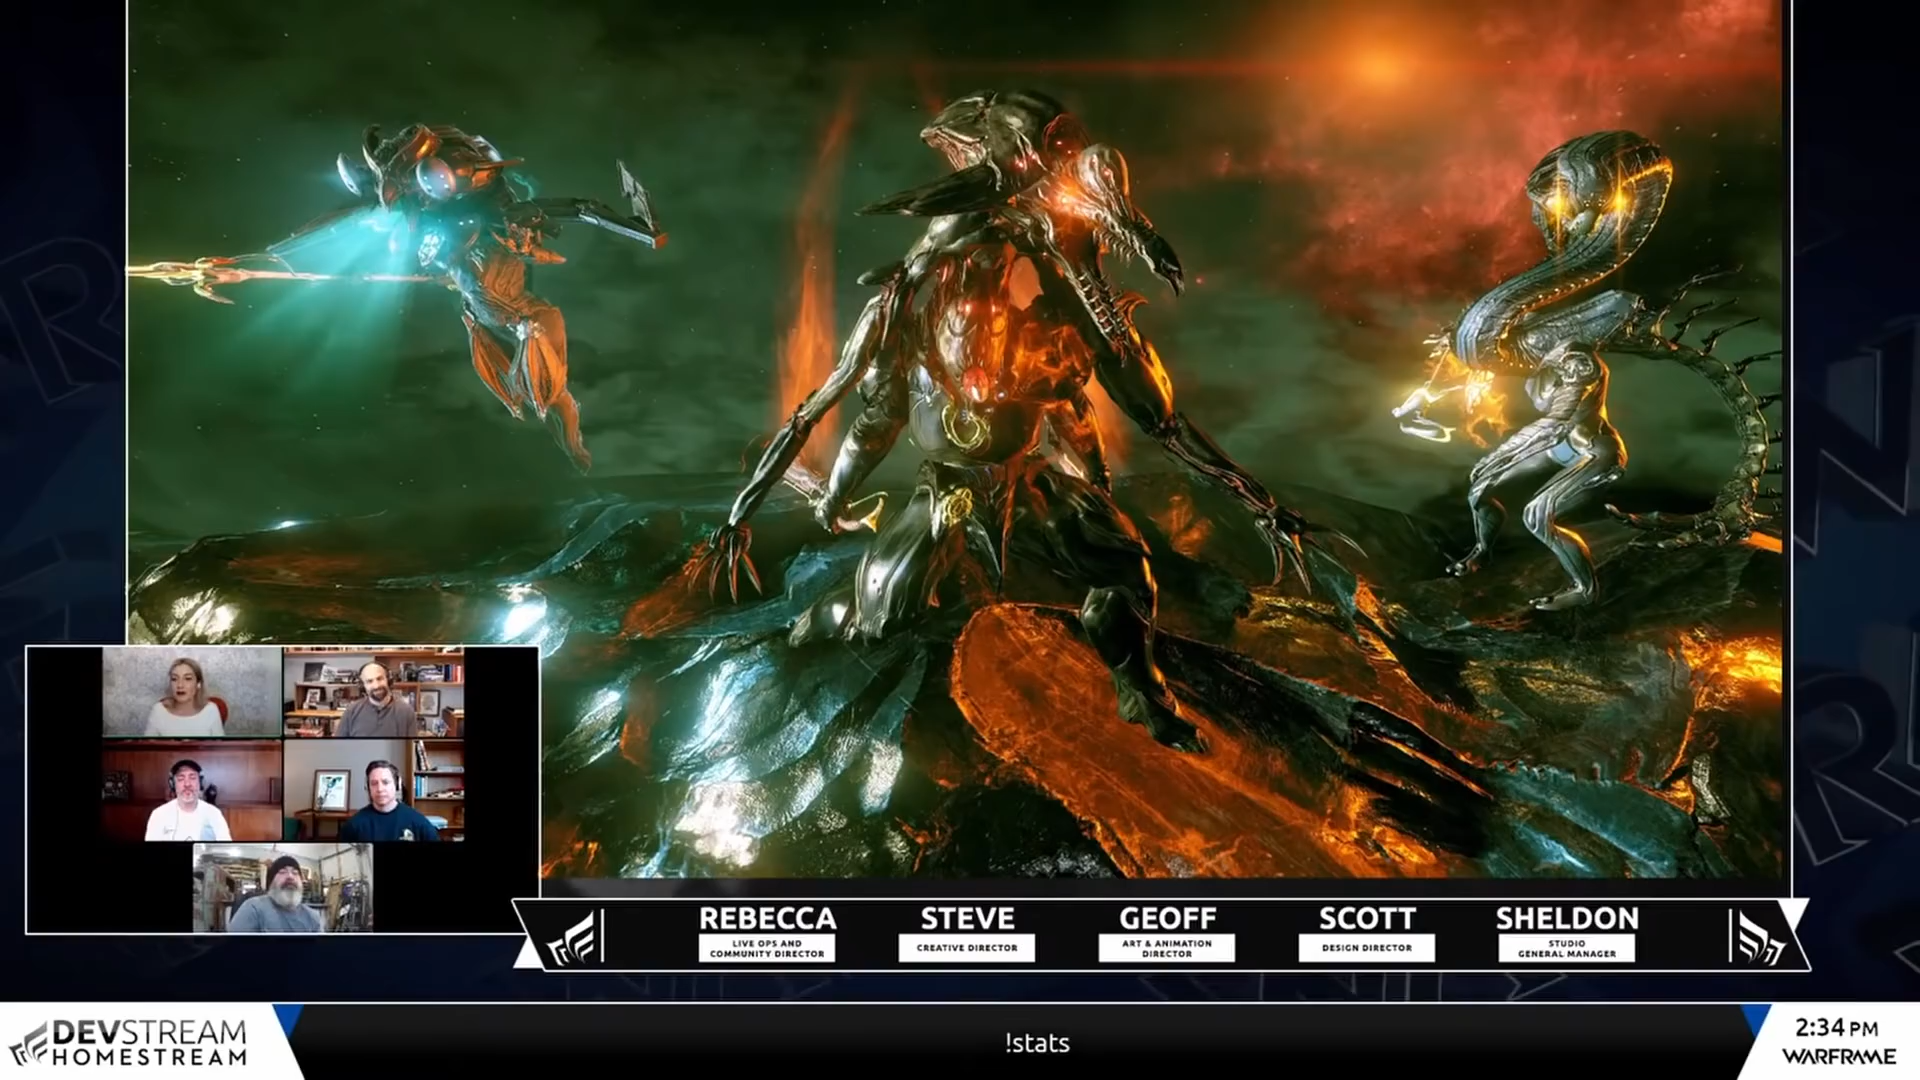 REBECCA
LIVE OPS AND
COMMUNITY DIRECTOR
STEVE
CREATIVE DIRECTOR
GEOFF
ART & ANIMATION
DIRECTOR
SCOTT
DESIGN DIRECTOR
SHELDON
STUDIO
GENERAL MANAGER
DEVSTREAM
HOMESTREAM
!stats
2:34 PM
WARFRAME